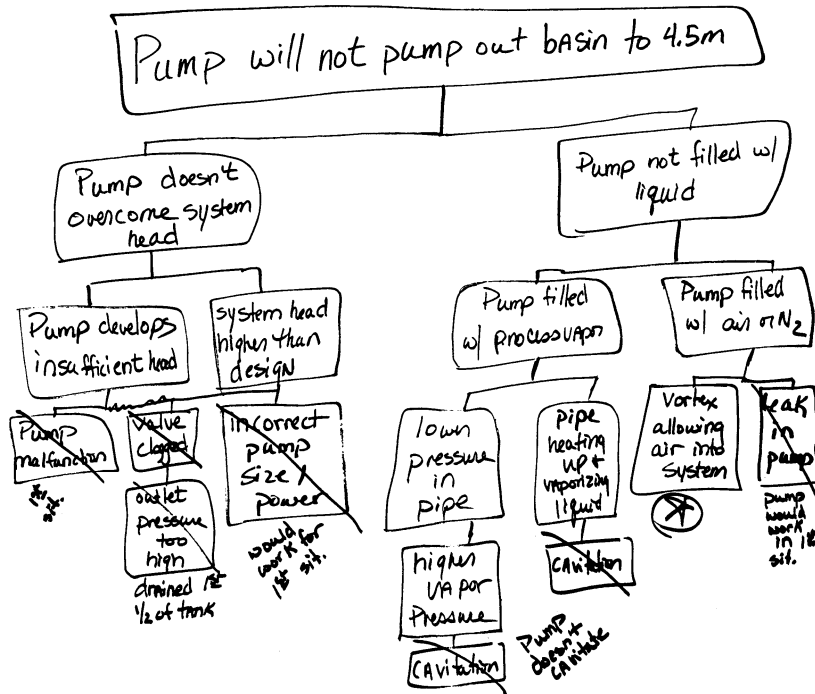 Pump will not pump out basin to 4.5m
Pump doesn't
overcome system
head
Pump not filled w/
liquid
Pump develops
insufficient head
system head
higher than
design
Pump filled
w/ process vapor
Pump filled
w/ air or N2
Pump
malfunction
1st
sit.
valve
clogged
outlet
pressure
too
high
drained 1st
1/2 of tank
incorrect
pump
size /
power
would
work for
1st sit.
lown
pressure
in
pipe
higher
vapor
Pressure
cavitation
pipe
heating
up +
vaporizing
liquid
cavitation
Pump
doesn't
cavitate
Vortex
allowing
air into
system
leak
in
pump
pump
would
work
in 1st
sit.